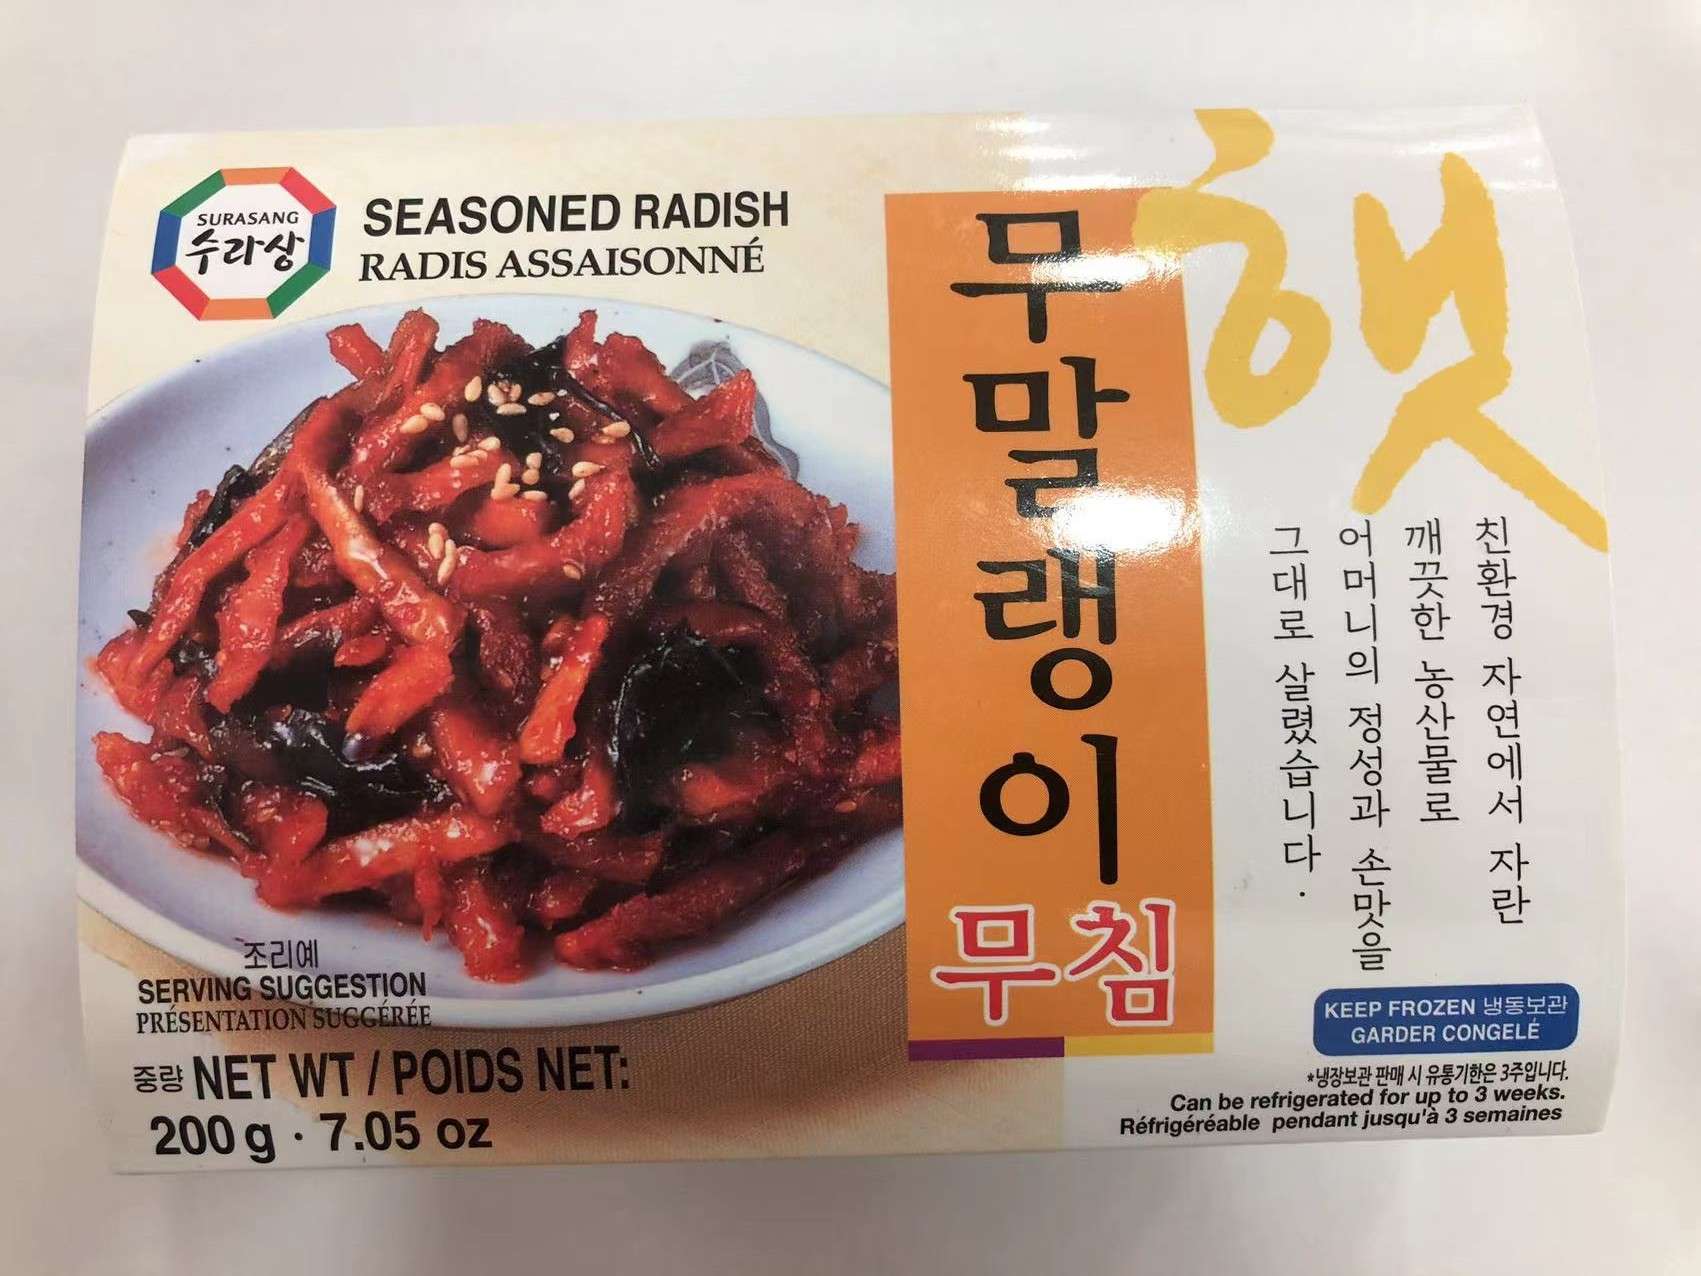 SURASANG
수라상
SEASONED RADISH
RADIS ASSAISONNÉ
햇
무말랭이
무침
친환경 자연에서 자란
깨끗한 농산물로
어머니의 정성과 손맛을
그대로 살렸습니다.
조리예
SERVING SUGGESTION
PRÉSENTATION SUGGÉRÉE
중량 NET WT / POIDS NET:
200 g · 7.05 oz
KEEP FROZEN 냉동보관
GARDER CONGELÉ
*냉장보관 판매 시 유통기한은 3주입니다.
Can be refrigerated for up to 3 weeks.
Réfrigéréable pendant jusqu'à 3 semaines